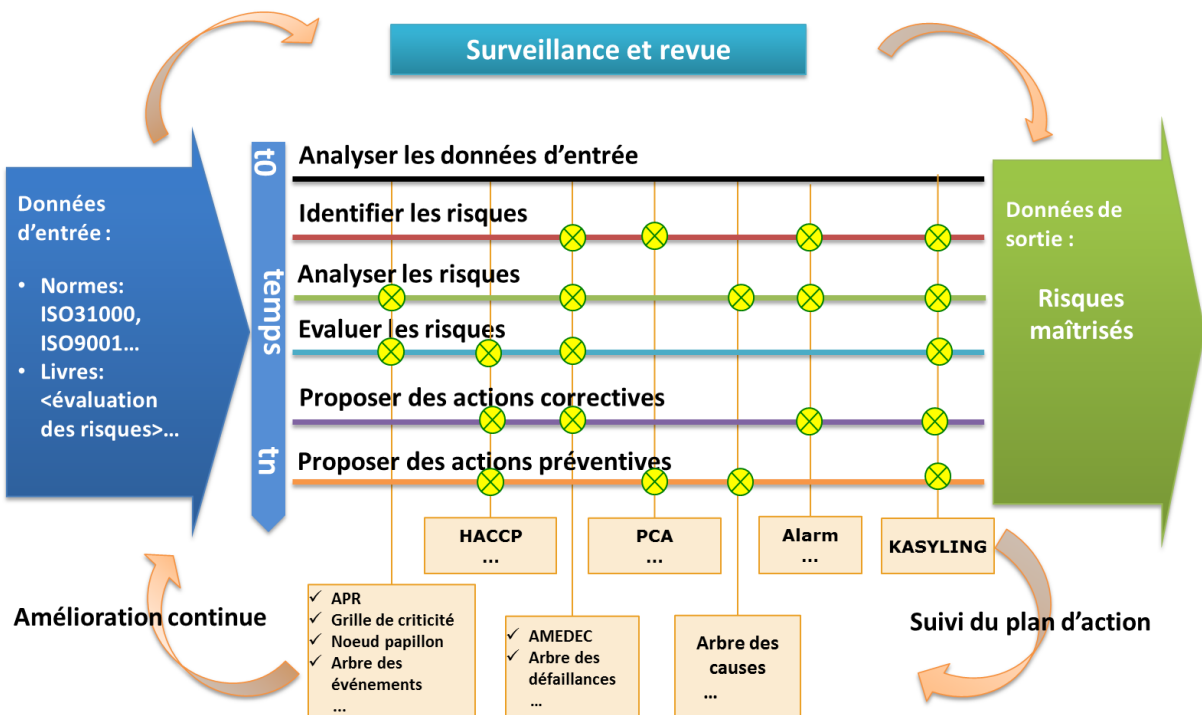 Surveillance et revue
Données
d'entrée :
• Normes:
ISO31000,
ISO9001...
• Livres:
<évaluation
des risques>...
t0
temps
tn
Analyser les données d'entrée
Identifier les risques
Analyser les risques
Evaluer les risques
Proposer des actions correctives
Proposer des actions préventives
Données de
sortie :
Risques
maîtrisés
HACCP
...
PCA
...
Alarm
...
KASYLING
Amélioration continue
✓ APR
✓ Grille de criticité
✓ Noeud papillon
✓ Arbre des
événements
...
✓ AMEDEC
✓ Arbre des
défaillances
...
Arbre des
causes
...
Suivi du plan d'action